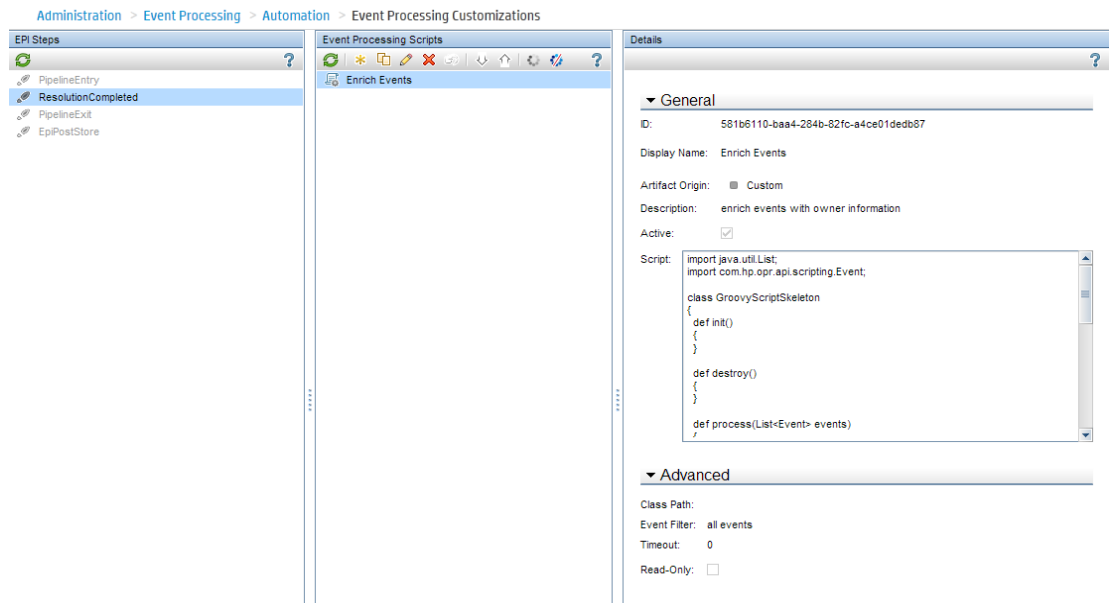 Administration > Event Processing > Automation > Event Processing Customizations
EPI Steps
?
PipelineEntry
ResolutionCompleted
PipelineExit
EpiPostStore
Event Processing Scripts
?
Enrich Events
Details
?
General
ID: 581b6110-baa4-284b-82fc-a4ce01dedb87
Display Name: Enrich Events
Artifact Origin: Custom
Description: enrich events with owner information
Active:
Script:
import java.util.List;
import com.hp.opr.api.scripting.Event;
class GroovyScriptSkeleton
{
def init()
{
}
def destroy()
{
}
def process(List<Event> events)
{
Advanced
Class Path:
Event Filter: all events
Timeout: 0
Read-Only: